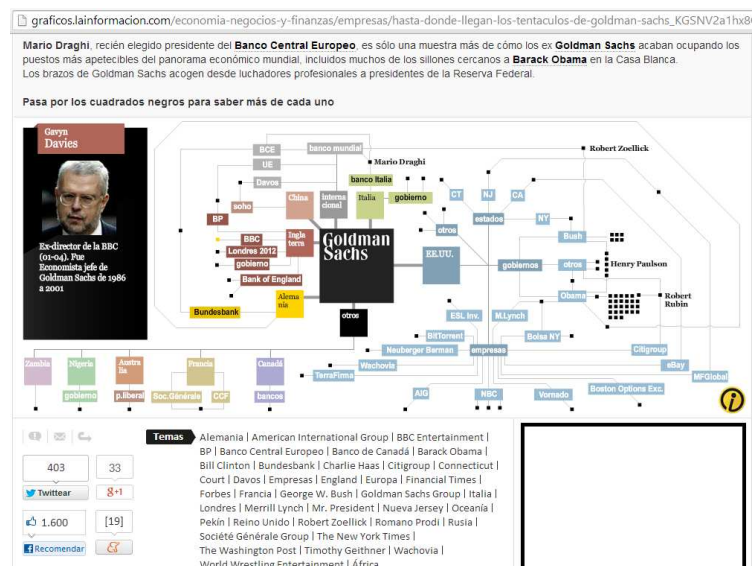 graficos.lainformacion.com/economia-negocios-y-finanzas/empresas/hasta-donde-llegan-los-tentaculos-de-goldman-sachs_KGSNV2a1hx8
Mario Draghi, recién elegido presidente del Banco Central Europeo, es sólo una muestra más de cómo los ex Goldman Sachs acaban ocupando los
puestos más apetecibles del panorama económico mundial, incluidos muchos de los sillones cercanos a Barack Obama en la Casa Blanca.
Los brazos de Goldman Sachs acogen desde luchadores profesionales a presidentes de la Reserva Federal.
Pasa por los cuadrados negros para saber más de cada uno
Gavyn
Davies
Ex-director de la BBC
(01-04). Fue
Economista jefe de
Goldman Sachs de 1986
a 2001
BCE
banco mundial
Robert Zoellick
UE
Mario Draghi
Davos
banco Italia
soho
China
Interna
cional
Italia
gobierno
CT
NJ
CA
BP
estados
NY
otros
BBC
Ingla
terra
Goldman
Sachs
Bush
Londres 2012
EE.UU.
gobierno
gobiernos
otros
Henry Paulson
Bank of England
Alema
nia
Obama
Robert
Rubin
Bundesbank
otros
ESL Inv.
M.Lynch
BitTorrent
Bolsa NY
Neuberger Berman
empresas
Citigroup
Wechovia
eBay
TerraFirma
MFGlobal
AIG
NBC
Vornado
Boston Options Exc.
Zambia
Nigeria
Austra
lia
Francia
Canadá
gobierno
p.liberal
Soc.Générale
CCF
bancos
i
403
33
Twittear
g+1
1.600
[19]
Recomendar
Temas
Alemania | American International Group | BBC Entertainment |
BP | Banco Central Europeo | Banco de Canadá | Barack Obama |
Bill Clinton | Bundesbank | Charlie Haas | Citigroup | Connecticut |
Court | Davos | Empresas | England | Europa | Financial Times |
Forbes | Francia | George W. Bush | Goldman Sachs Group | Italia |
Londres | Merrill Lynch | Mr. President | Nueva Jersey | Oceanía |
Pekín | Reino Unido | Robert Zoellick | Romano Prodi | Rusia |
Société Générale Group | The New York Times |
The Washington Post | Timothy Geithner | Wachovia |
World Wrestling Entertainment | África